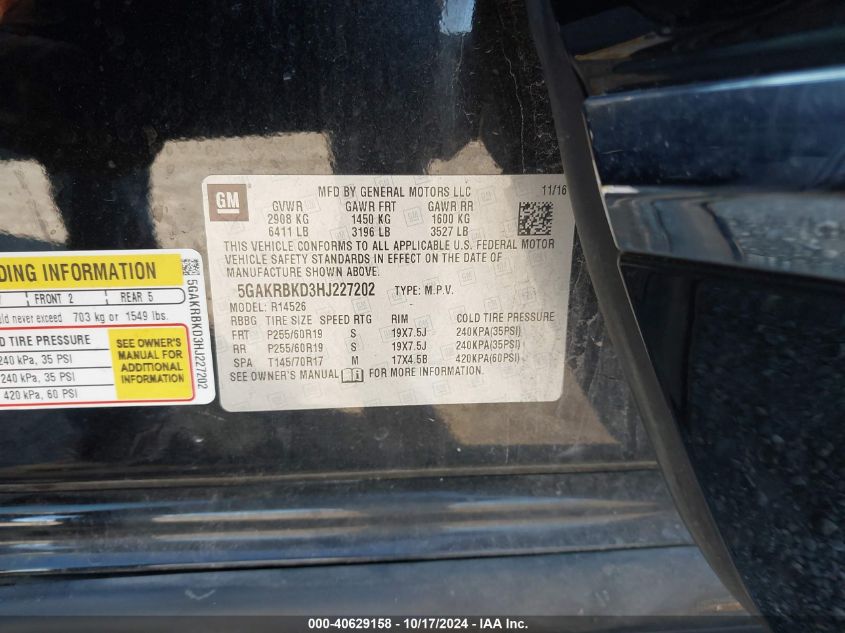 GM
MFD BY GENERAL MOTORS LLC 11/16
GVWR GAWR FRT GAWR RR
2908 KG 1450 KG 1600 KG
6411 LB 3196 LB 3527 LB
THIS VEHICLE CONFORMS TO ALL APPLICABLE U.S. FEDERAL MOTOR
VEHICLE SAFETY STANDARDS IN EFFECT ON THE DATE OF
MANUFACTURE SHOWN ABOVE.
5GAKRBKD3HJ227202 TYPE: M.P.V.
MODEL: R14526
RBBG TIRE SIZE SPEED RTG RIM COLD TIRE PRESSURE
FRT P255/60R19 S 19X7.5J 240KPA(35PSI)
RR P255/60R19 S 19X7.5J 240KPA(35PSI)
SPA T145/70R17 M 17X4.5B 420KPA(60PSI)
SEE OWNER'S MANUAL FOR MORE INFORMATION.
DING INFORMATION
FRONT 2 REAR 5
ould never exceed 703 kg or 1549 lbs.
D TIRE PRESSURE
240 kPa, 35 PSI
240 kPa, 35 PSI
420 kPa, 60 PSI
SEE OWNER'S
MANUAL FOR
ADDITIONAL
INFORMATION
5GAKRBKD3HJ227202
000-40629158 - 10/17/2024 - IAA Inc.